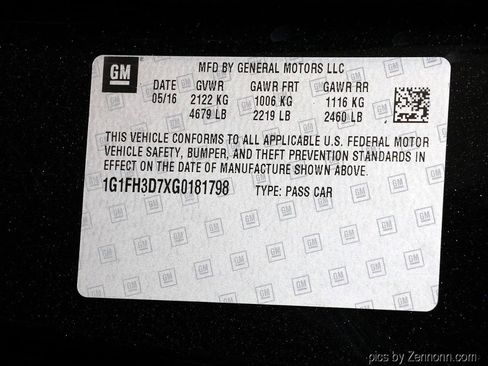 GM
MFD BY GENERAL MOTORS LLC
DATE GVWR GAWR FRT GAWR RR
05/16 2122 KG 1006 KG 1116 KG
4679 LB 2219 LB 2460 LB
THIS VEHICLE CONFORMS TO ALL APPLICABLE U.S. FEDERAL MOTOR
VEHICLE SAFETY, BUMPER, AND THEFT PREVENTION STANDARDS IN
EFFECT ON THE DATE OF MANUFACTURE SHOWN ABOVE.
1G1FH3D7XG0181798 TYPE: PASS CAR
pics by Zennonn.com